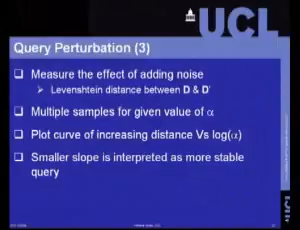 UCL
Query Perturbation (3)
Measure the effect of adding noise
Levenshtein distance between D & D'
Multiple samples for given value of α
Plot curve of increasing distance Vs log(α)
Smaller slope is interpreted as more stable
query